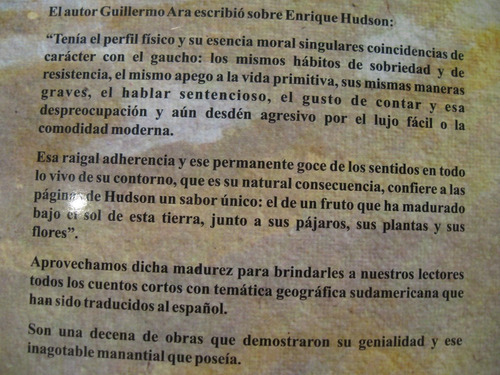 El autor Guillermo Ara escribió sobre Enrique Hudson:
“Tenía el perfil físico y su esencia moral singulares coincidencias de
carácter con el gaucho: los mismos hábitos de sobriedad y de
resistencia, el mismo apego a la vida primitiva, sus mismas maneras
graves, el hablar sentencioso, el gusto de contar y esa
despreocupación y aún desdén agresivo por el lujo fácil o la
comodidad moderna.
Esa raigal adherencia y ese permanente goce de los sentidos en todo
lo vivo de su contorno, que es su natural consecuencia, confiere a las
páginas de Hudson un sabor único: el de un fruto que ha madurado
bajo el sol de esta tierra, junto a sus pájaros, sus plantas y sus
flores”.
Aprovechamos dicha madurez para brindarles a nuestros lectores
todos los cuentos cortos con temática geográfica sudamericana que
han sido traducidos al español.
Son una decena de obras que demostraron su genialidad y ese
inagotable manantial que poseía.